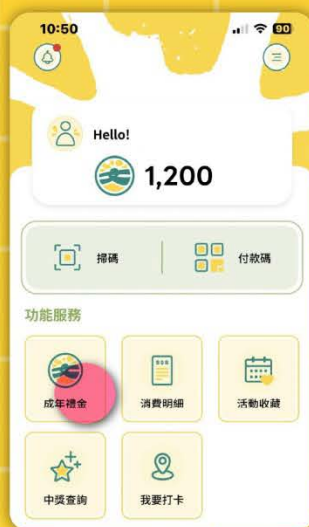 10:50
90
Hello!
1,200
掃碼
付款碼
功能服務
成年禮金
消費明細
活動收藏
中獎查詢
我要打卡